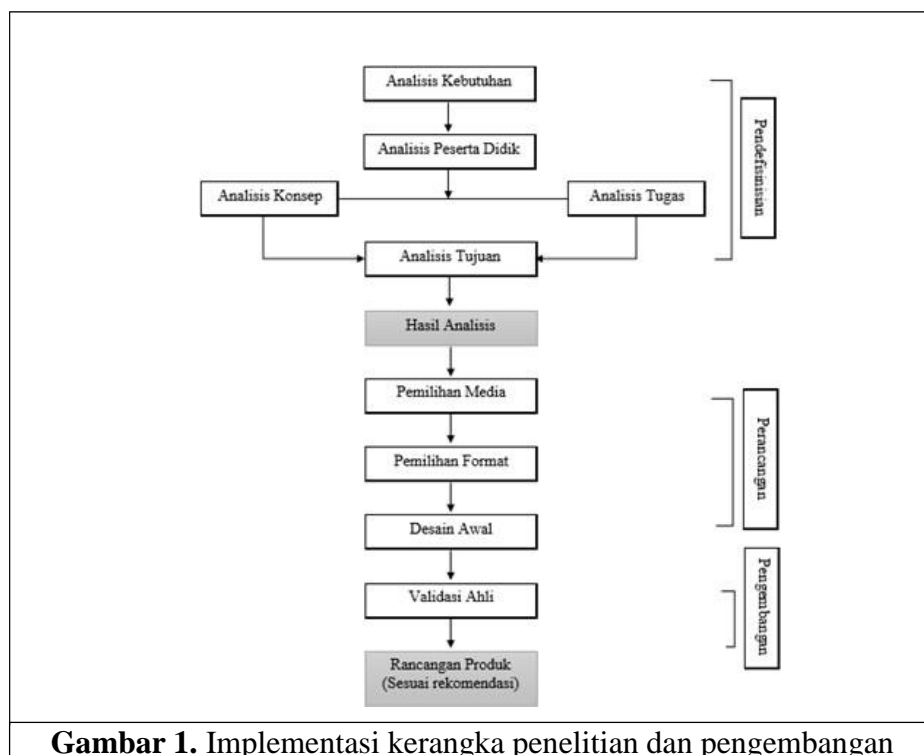 Analisis Kebutuhan
Analisis Peserta Didik
Analisis Konsep
Analisis Tugas
Analisis Tujuan
Pendefisinisian
Hasil Analisis
Pemilihan Media
Pemilihan Format
Desain Awal
Perancangan
Validasi Ahli
Rancangan Produk
(Sesuai rekomendasi)
Pengembangan
Gambar 1. Implementasi kerangka penelitian dan pengembangan